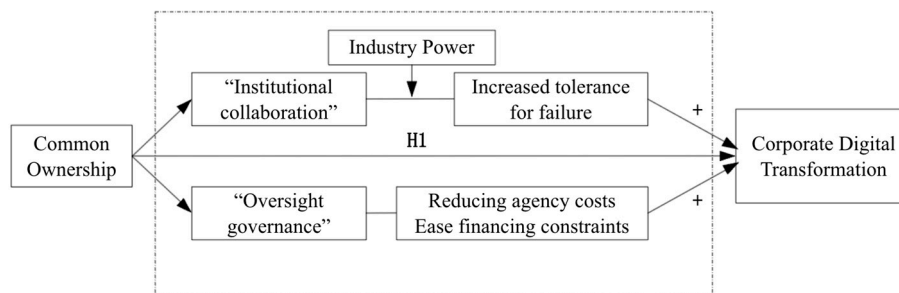 Industry Power
“Institutional
collaboration”
Increased tolerance
for failure
+
Common
Ownership
H1
Corporate Digital
Transformation
“Oversight
governance”
Reducing agency costs
Ease financing constraints
+